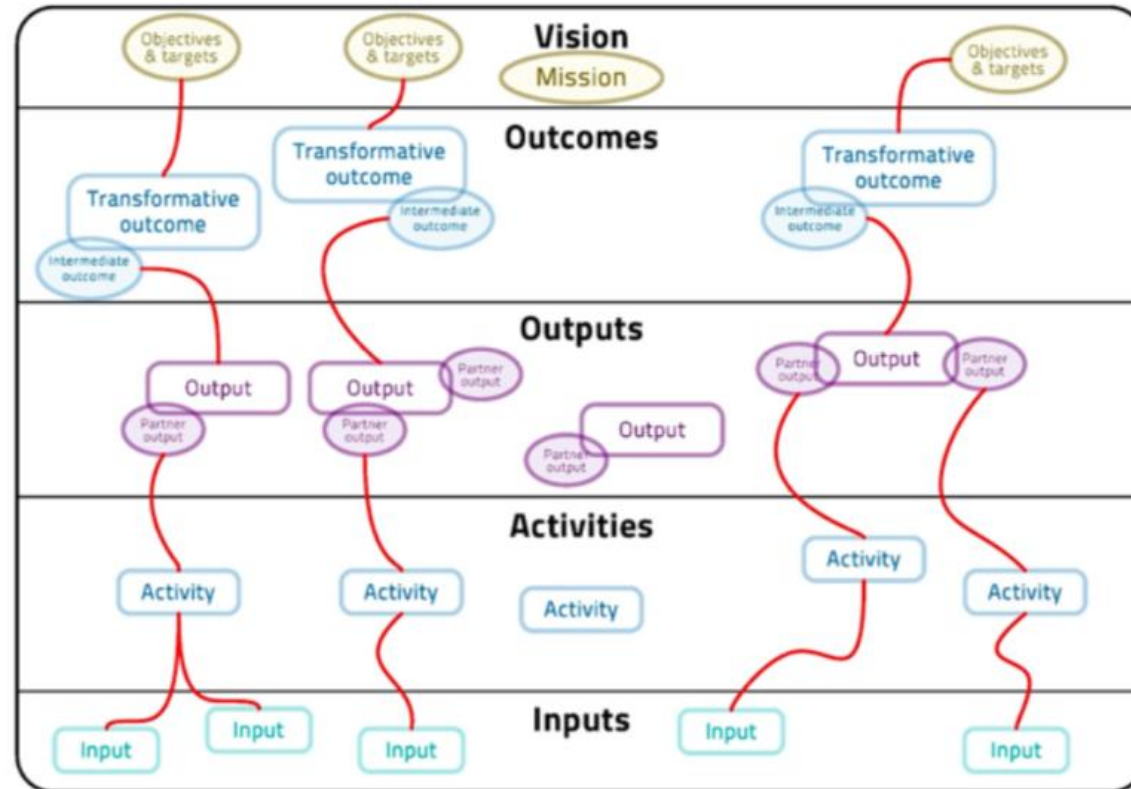 Vision
Objectives
& targets
Objectives
& targets
Mission
Objectives
& targets
Outcomes
Transformative
outcome
Intermediate
outcome
Transformative
outcome
Intermediate
outcome
Transformative
outcome
Intermediate
outcome
Outputs
Output
Partner
output
Output
Partner
output
Partner
output
Output
Partner
output
Partner
output
Output
Partner
output
Activities
Activity
Activity
Activity
Activity
Activity
Inputs
Input
Input
Input
Input
Input